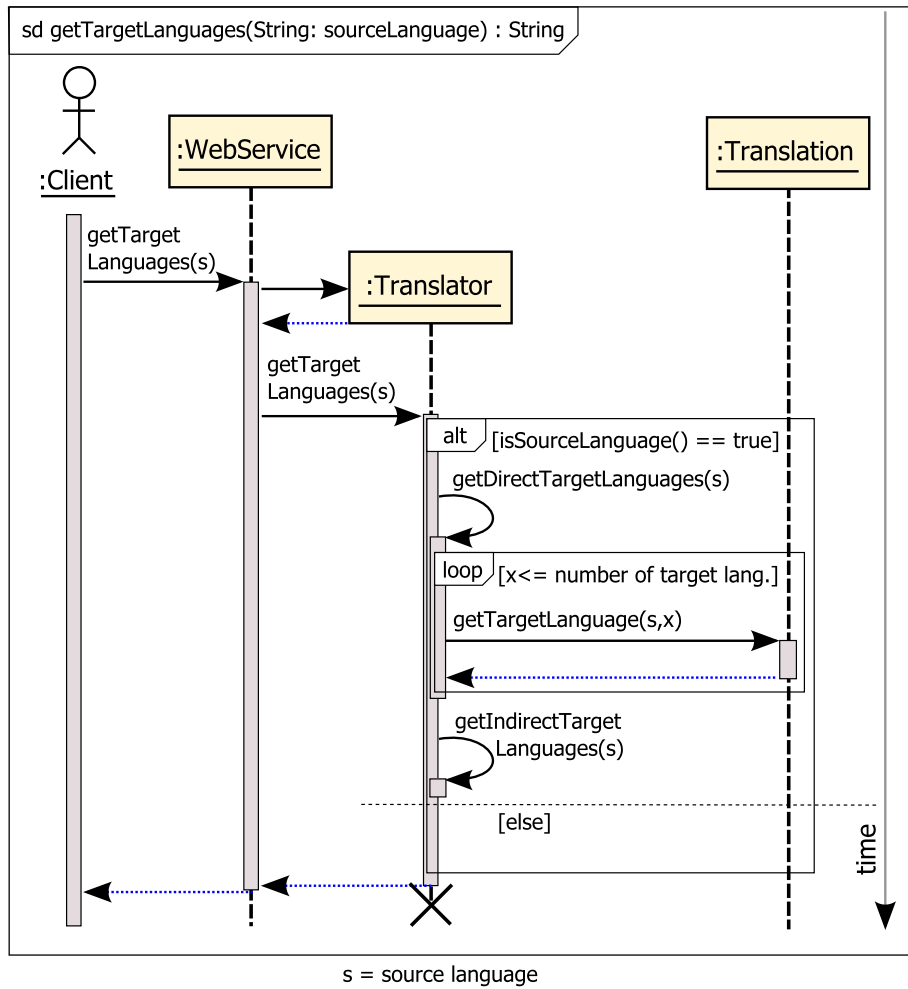 sd getTargetLanguages(String: sourceLanguage) : String
:Client
:WebService
:Translation
getTarget
Languages(s)
:Translator
getTarget
Languages(s)
alt
[isSourceLanguage() == true]
getDirectTargetLanguages(s)
loop
[x<= number of target lang.]
getTargetLanguage(s,x)
getIndirectTarget
Languages(s)
[else]
time
s = source language